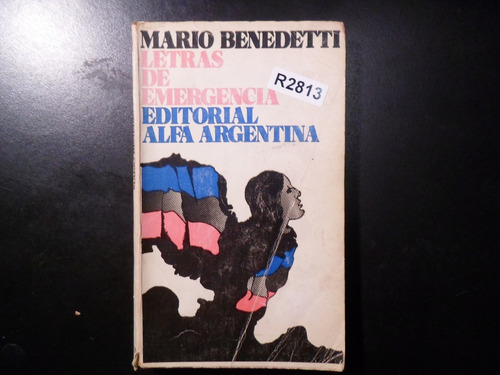 MARIO BENEDETTI
LETRAS
DE
EMERGENCIA
R2813
EDITORIAL
ALFA ARGENTINA